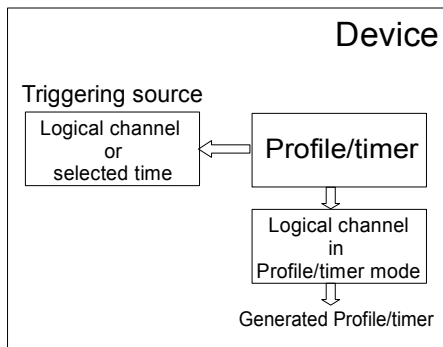 Device
Triggering source
Logical channel
or
selected time
Profile/timer
Logical channel
in
Profile/timer mode
Generated Profile/timer